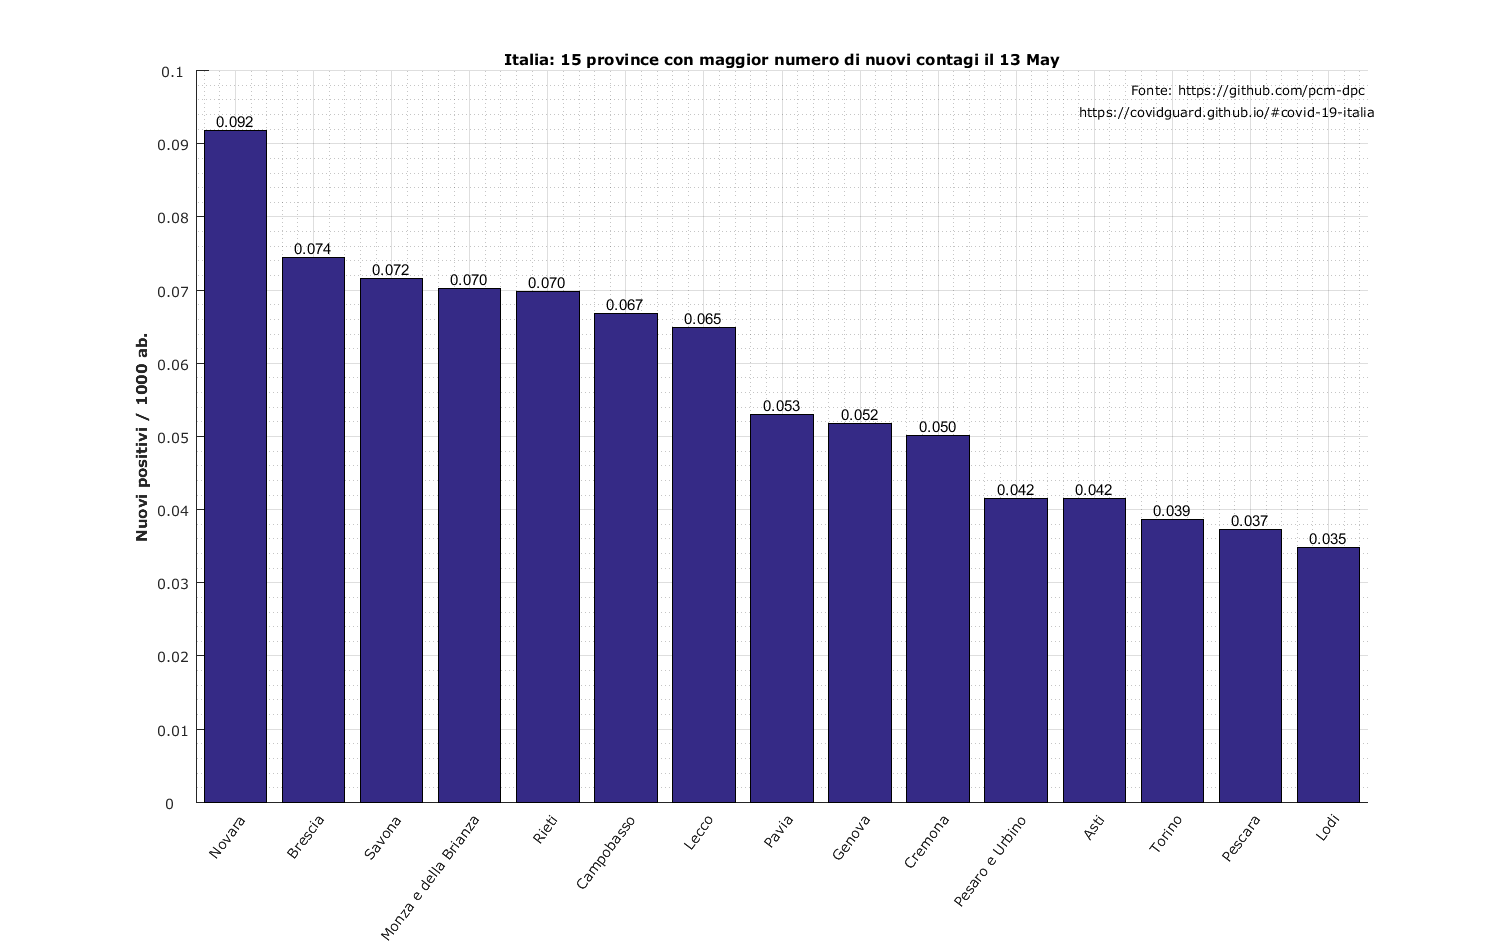 Italia: 15 province con maggior numero di nuovi contagi il 13 May
Fonte: https://github.com/pcm-dpc
https://covidguard.github.io/#covid-19-italia
Nuovi positivi / 1000 ab.
0.1
0.09
0.08
0.07
0.06
0.05
0.04
0.03
0.02
0.01
0
0.092
0.074
0.072
0.070
0.070
0.067
0.065
0.053
0.052
0.050
0.042
0.042
0.039
0.037
0.035
Novara
Brescia
Savona
Monza e della Brianza
Rieti
Campobasso
Lecco
Pavia
Genova
Cremona
Pesaro e Urbino
Asti
Torino
Pescara
Lodi